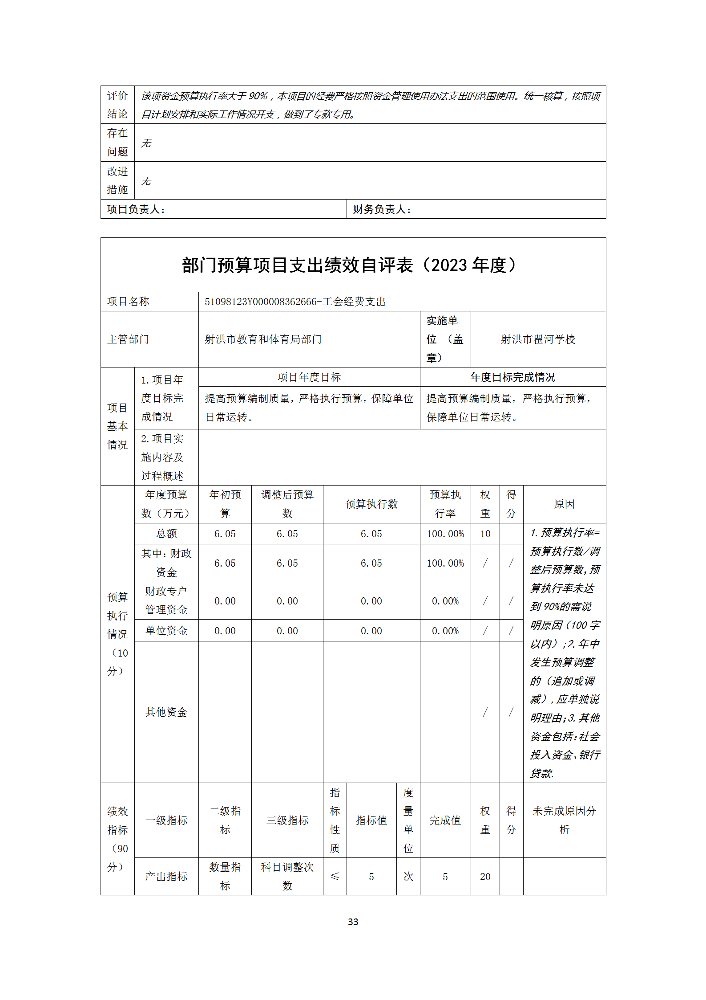 评价
结论
该项资金预算执行率大于 90%，本项目的经费严格按照资金管理使用办法支出的范围使用。统一核算，按照项
目计划安排和实际工作情况开支，做到了专款专用。
存在
问题
无
改进
措施
无
项目负责人：
财务负责人：
部门预算项目支出绩效自评表（2023 年度）
项目名称
51098123Y000008362666-工会经费支出
主管部门
射洪市教育和体育局部门
实施单
位 （盖
章）
射洪市瞿河学校
项目
基本
情况
1.项目年
度目标完
成情况
项目年度目标
年度目标完成情况
提高预算编制质量，严格执行预算，保障单位
日常运转。
提高预算编制质量，严格执行预算，
保障单位日常运转。
2.项目实
施内容及
过程概述
预算
执行
情况
（10
分）
年度预算
数（万元）
年初预
算
调整后预算
数
预算执行数
预算执
行率
权
重
得
分
原因
总额
6.05
6.05
6.05
100.00%
10
其中：财政
资金
6.05
6.05
6.05
100.00%
/
/
财政专户
管理资金
0.00
0.00
0.00
0.00%
/
/
单位资金
0.00
0.00
0.00
0.00%
/
/
其他资金
/
/
1.预算执行率=
预算执行数/调
整后预算数，预
算执行率未达
到 90%的需说
明原因（100 字
以内）;2.年中
发生预算调整
的（追加或调
减）,应单独说
明理由；3.其他
资金包括：社会
投入资金、银行
贷款.
绩效
指标
（90
分）
一级指标
二级指
标
三级指标
指
标
性
质
指标值
度
量
单
位
完成值
权
重
得
分
未完成原因分
析
产出指标
数量指
标
科目调整次
数
≤
5
次
5
20
33